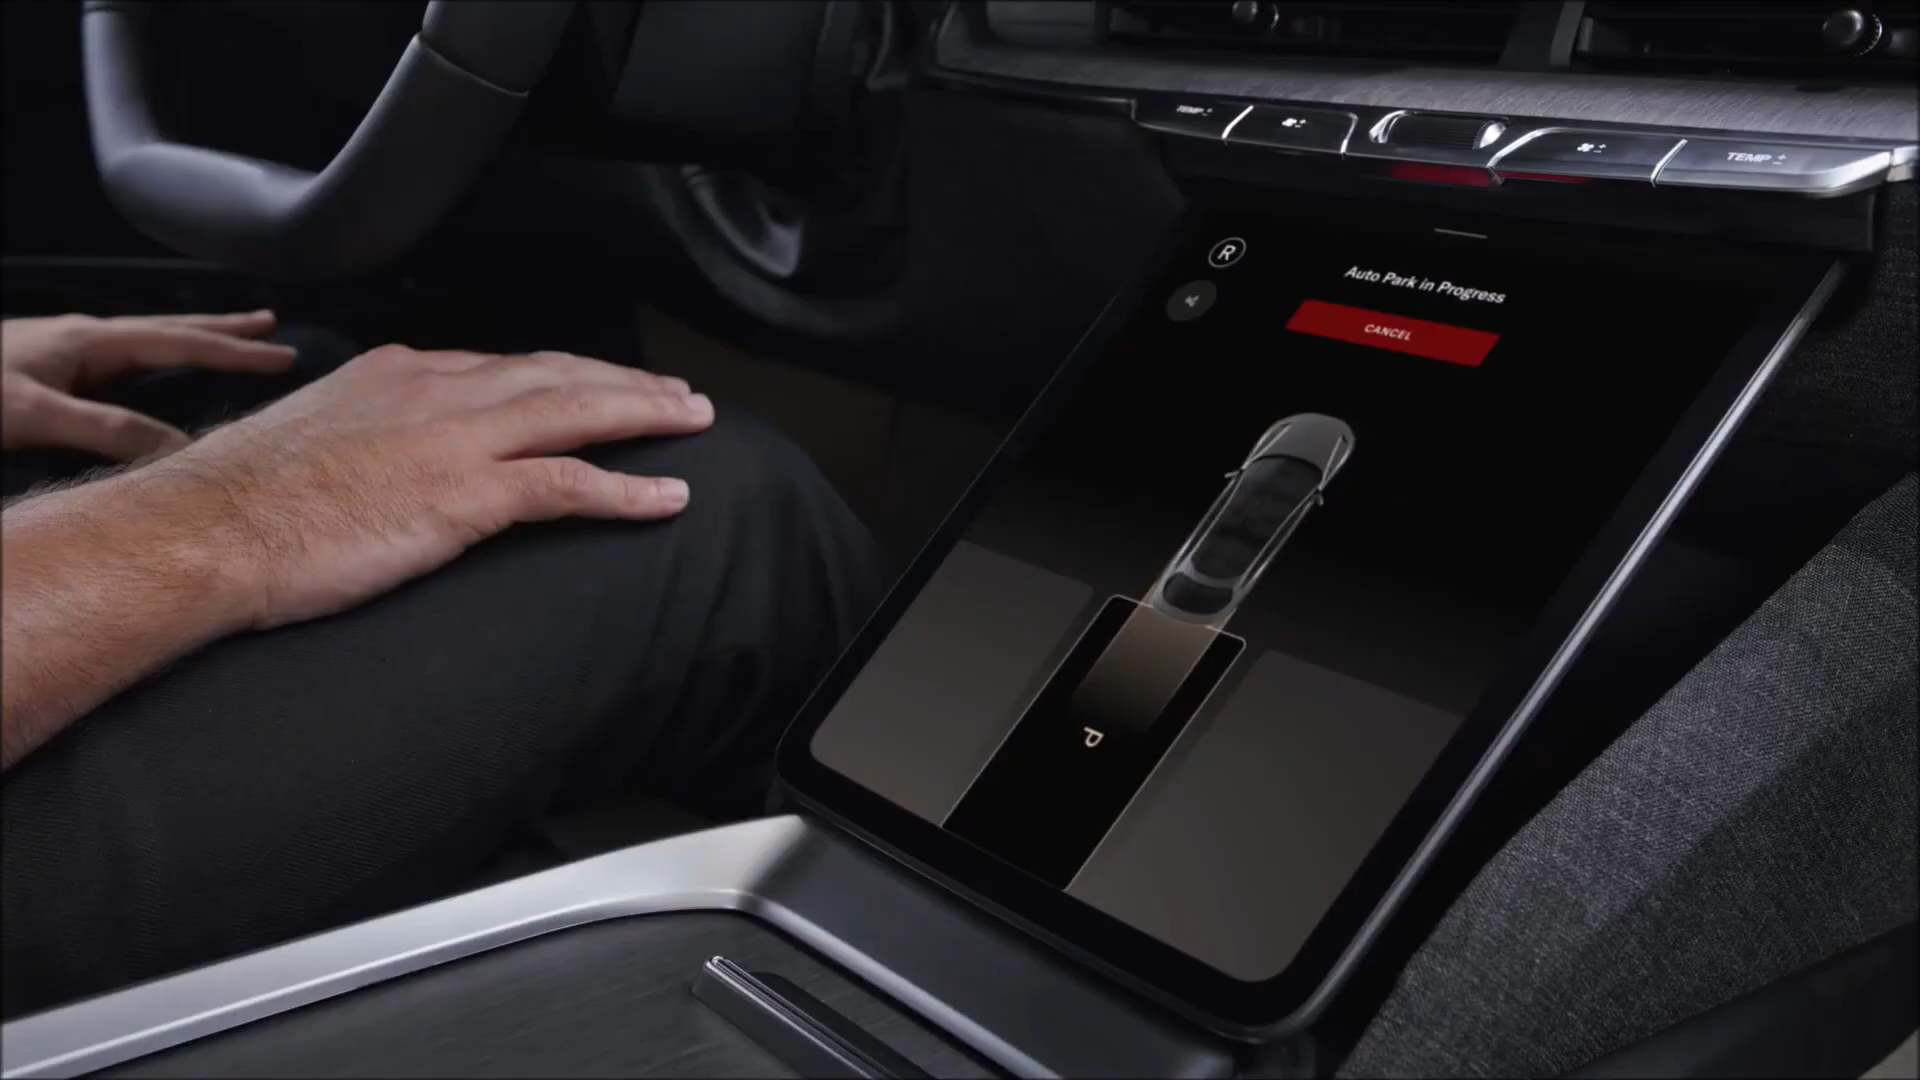 TEMP +-
+-
+-
TEMP +-
R
Auto Park in Progress
CANCEL
P